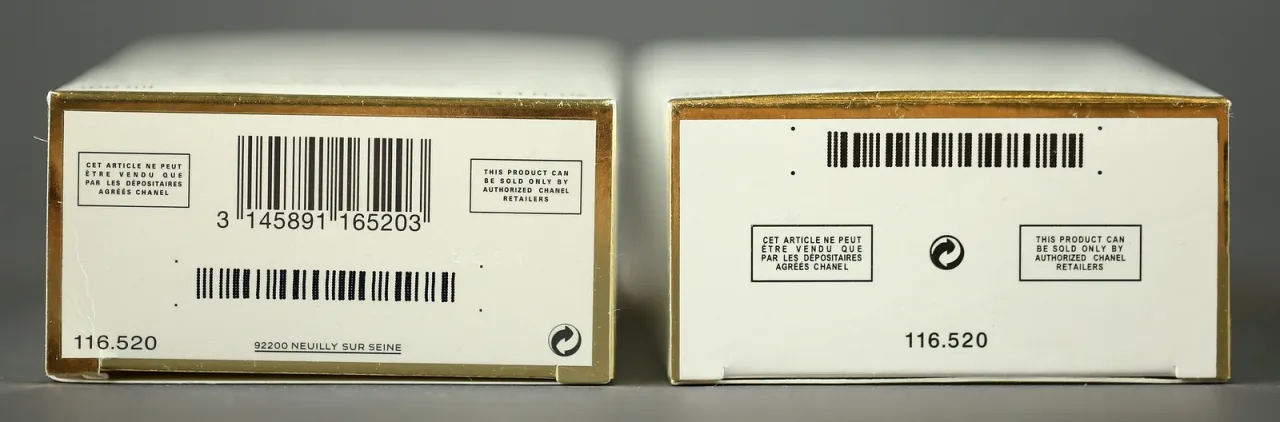 CET ARTICLE NE PEUT
ÊTRE VENDU QUE
PAR LES DÉPOSITAIRES
AGRÉÉS CHANEL
3 145891 165203
THIS PRODUCT CAN
BE SOLD ONLY BY
AUTHORIZED CHANEL
RETAILERS
116.520
92200 NEUILLY SUR SEINE
CET ARTICLE NE PEUT
ÊTRE VENDU QUE
PAR LES DÉPOSITAIRES
AGRÉÉS CHANEL
THIS PRODUCT CAN
BE SOLD ONLY BY
AUTHORIZED CHANEL
RETAILERS
116.520